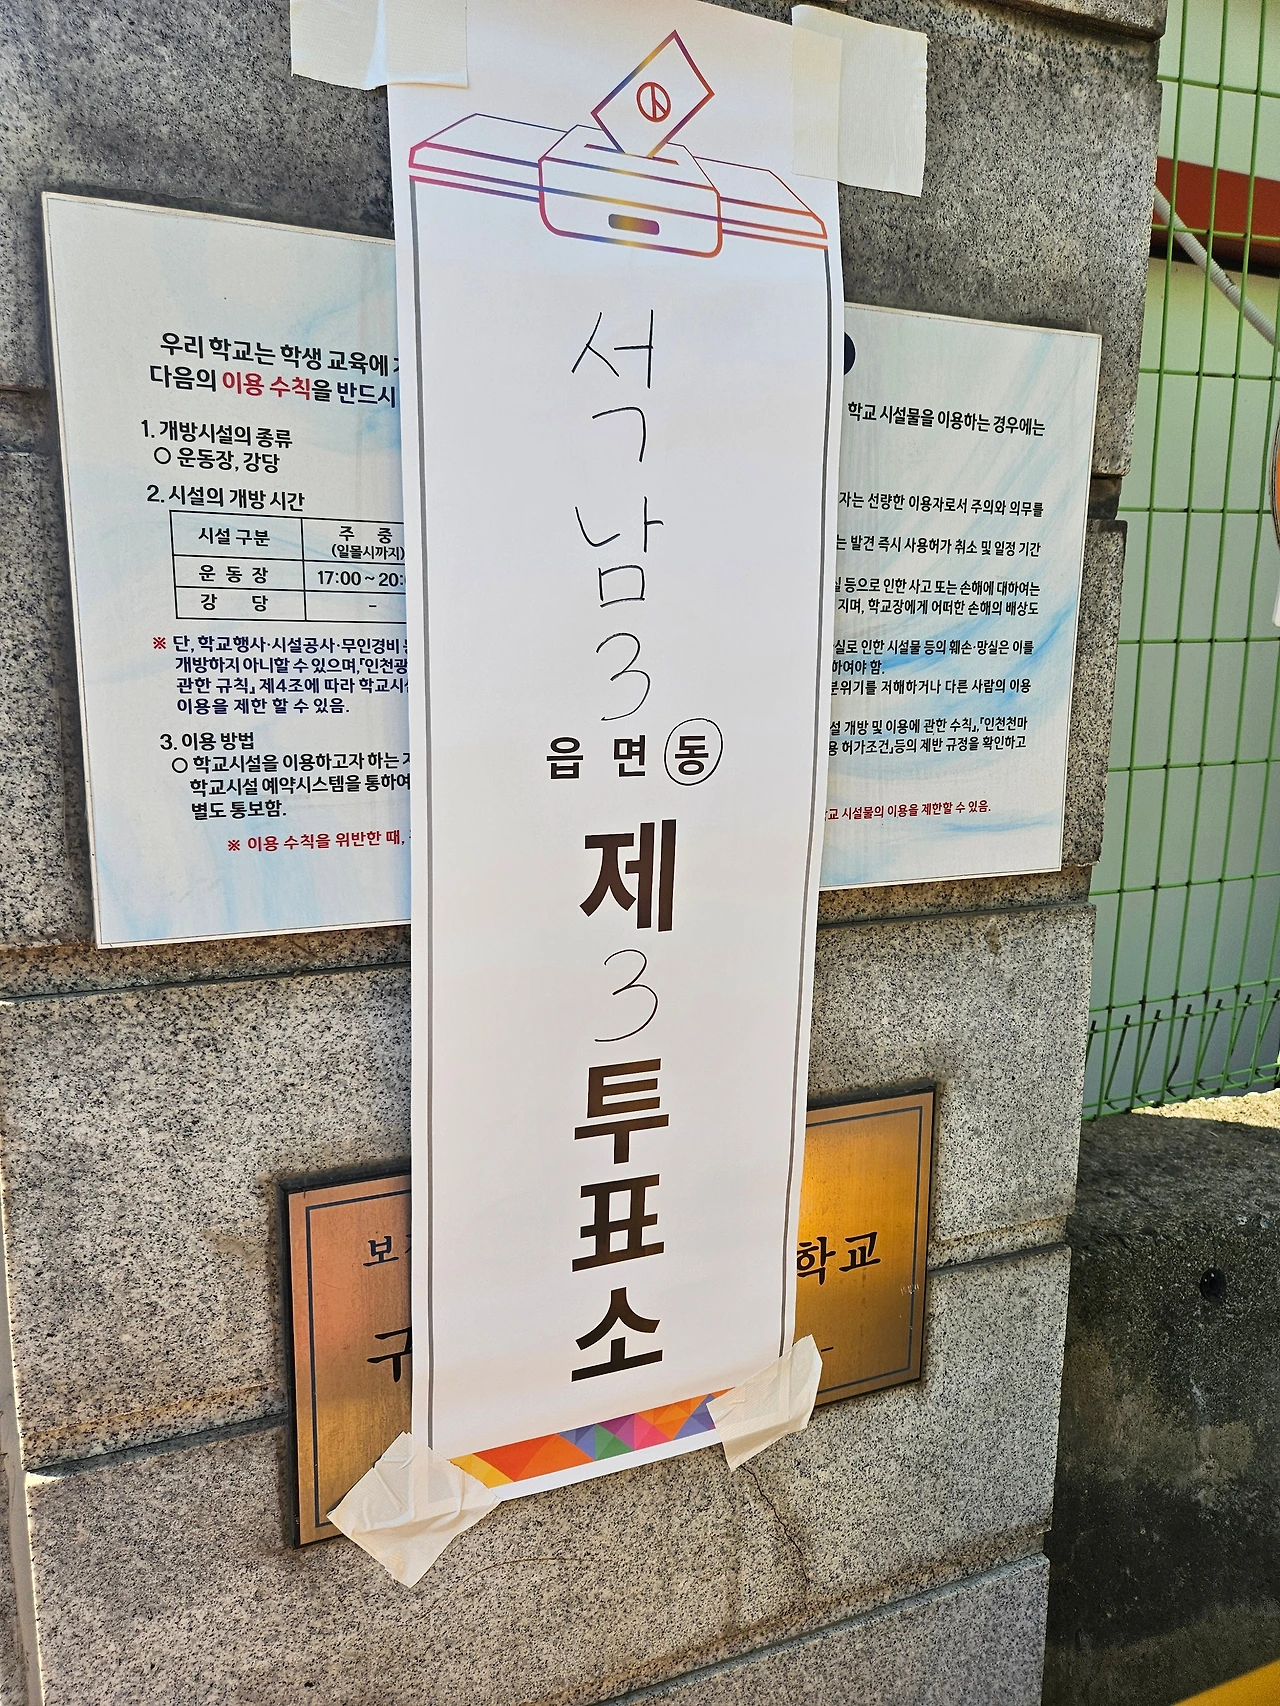 석남3
읍 면 동
제
3
투표소
우리 학교는 학생 교육에
다음의 이용 수칙을 반드시
1. 개방시설의 종류
○ 운동장, 강당
2. 시설의 개방 시간
시설 구분 주 중
(일몰시까지)
운 동 장 17:00 ~ 20:
강 당 -
※ 단, 학교행사·시설공사·무인경비
개방하지 아니할 수 있으며,「인천광
관한 규칙」 제4조에 따라 학교시
이용을 제한 할 수 있음.
3. 이용 방법
○ 학교시설을 이용하고자 하는
학교시설 예약시스템을 통하여
별도 통보함.
※ 이용 수칙을 위반한 때,
학교 시설물을 이용하는 경우에는
자는 선량한 이용자로서 주의와 의무를
는 발견 즉시 사용허가 취소 및 일정 기간
실 등으로 인한 사고 또는 손해에 대하여는
지며, 학교장에게 어떠한 손해의 배상도
실로 인한 시설물 등의 훼손·망실은 이를
하여야 함.
분위기를 저해하거나 다른 사람의 이용
설 개방 및 이용에 관한 수칙」,「인천천마
용 허가조건」등의 제반 규정을 확인하고
교 시설물의 이용을 제한할 수 있음.
보
학교